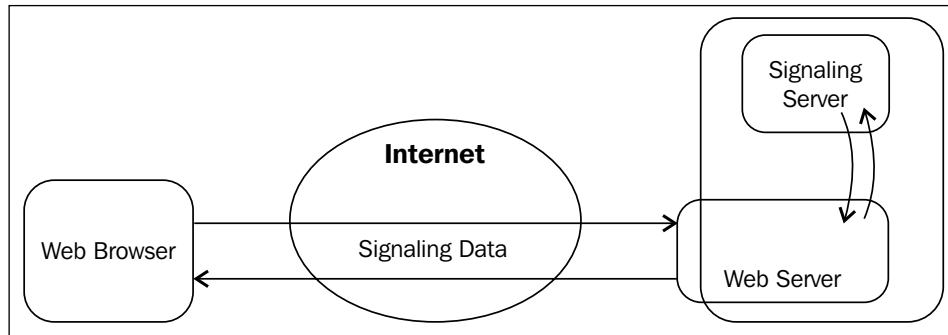 Signaling
Server
Internet
Web Browser
Signaling Data
Web Server